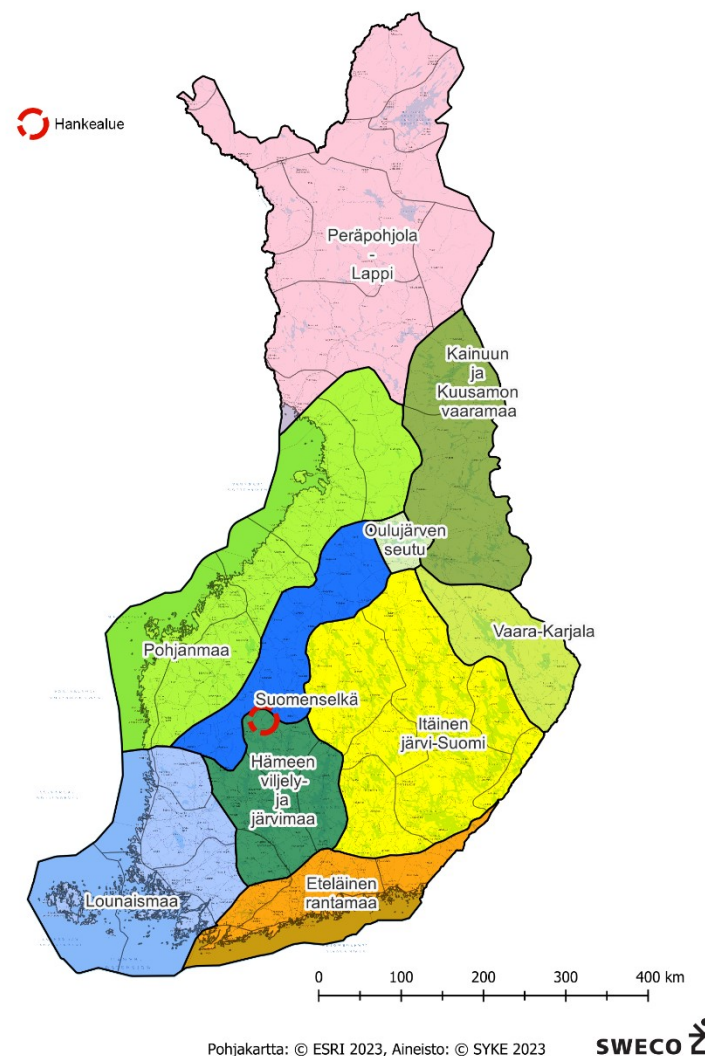 Hankealue
Peräpohjola
-
Lappi
Kainuun
ja
Kuusamon
vaaramaa
Oulujärven
seutu
Vaara-Karjala
Pohjanmaa
Suomenselkä
Itäinen
järvi-Suomi
Hämeen
viljely-
ja
järvimaa
Lounaismaa
Eteläinen
rantamaa
0 100 200 300 400 km
Pohjakartta: © ESRI 2023, Aineisto: © SYKE 2023
SWECO